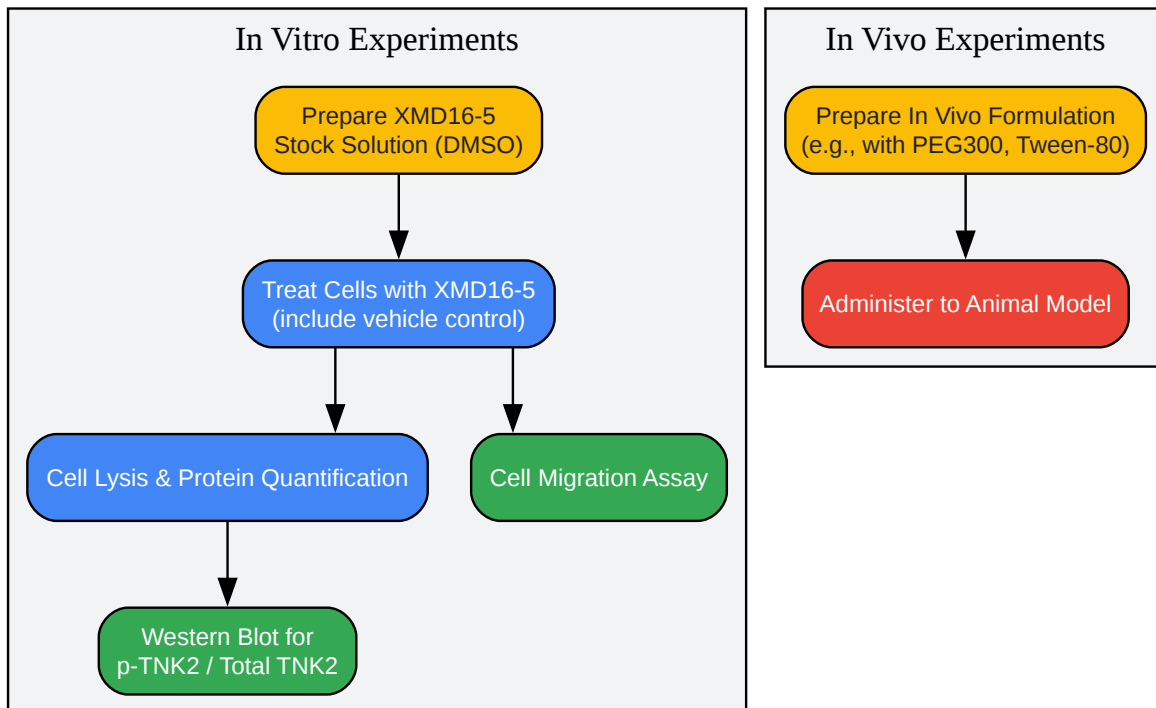 In Vitro Experiments
Prepare XMD16-5
Stock Solution (DMSO)
Treat Cells with XMD16-5
(include vehicle control)
Cell Lysis & Protein Quantification
Cell Migration Assay
Western Blot for
p-TNK2 / Total TNK2
In Vivo Experiments
Prepare In Vivo Formulation
(e.g., with PEG300, Tween-80)
Administer to Animal Model